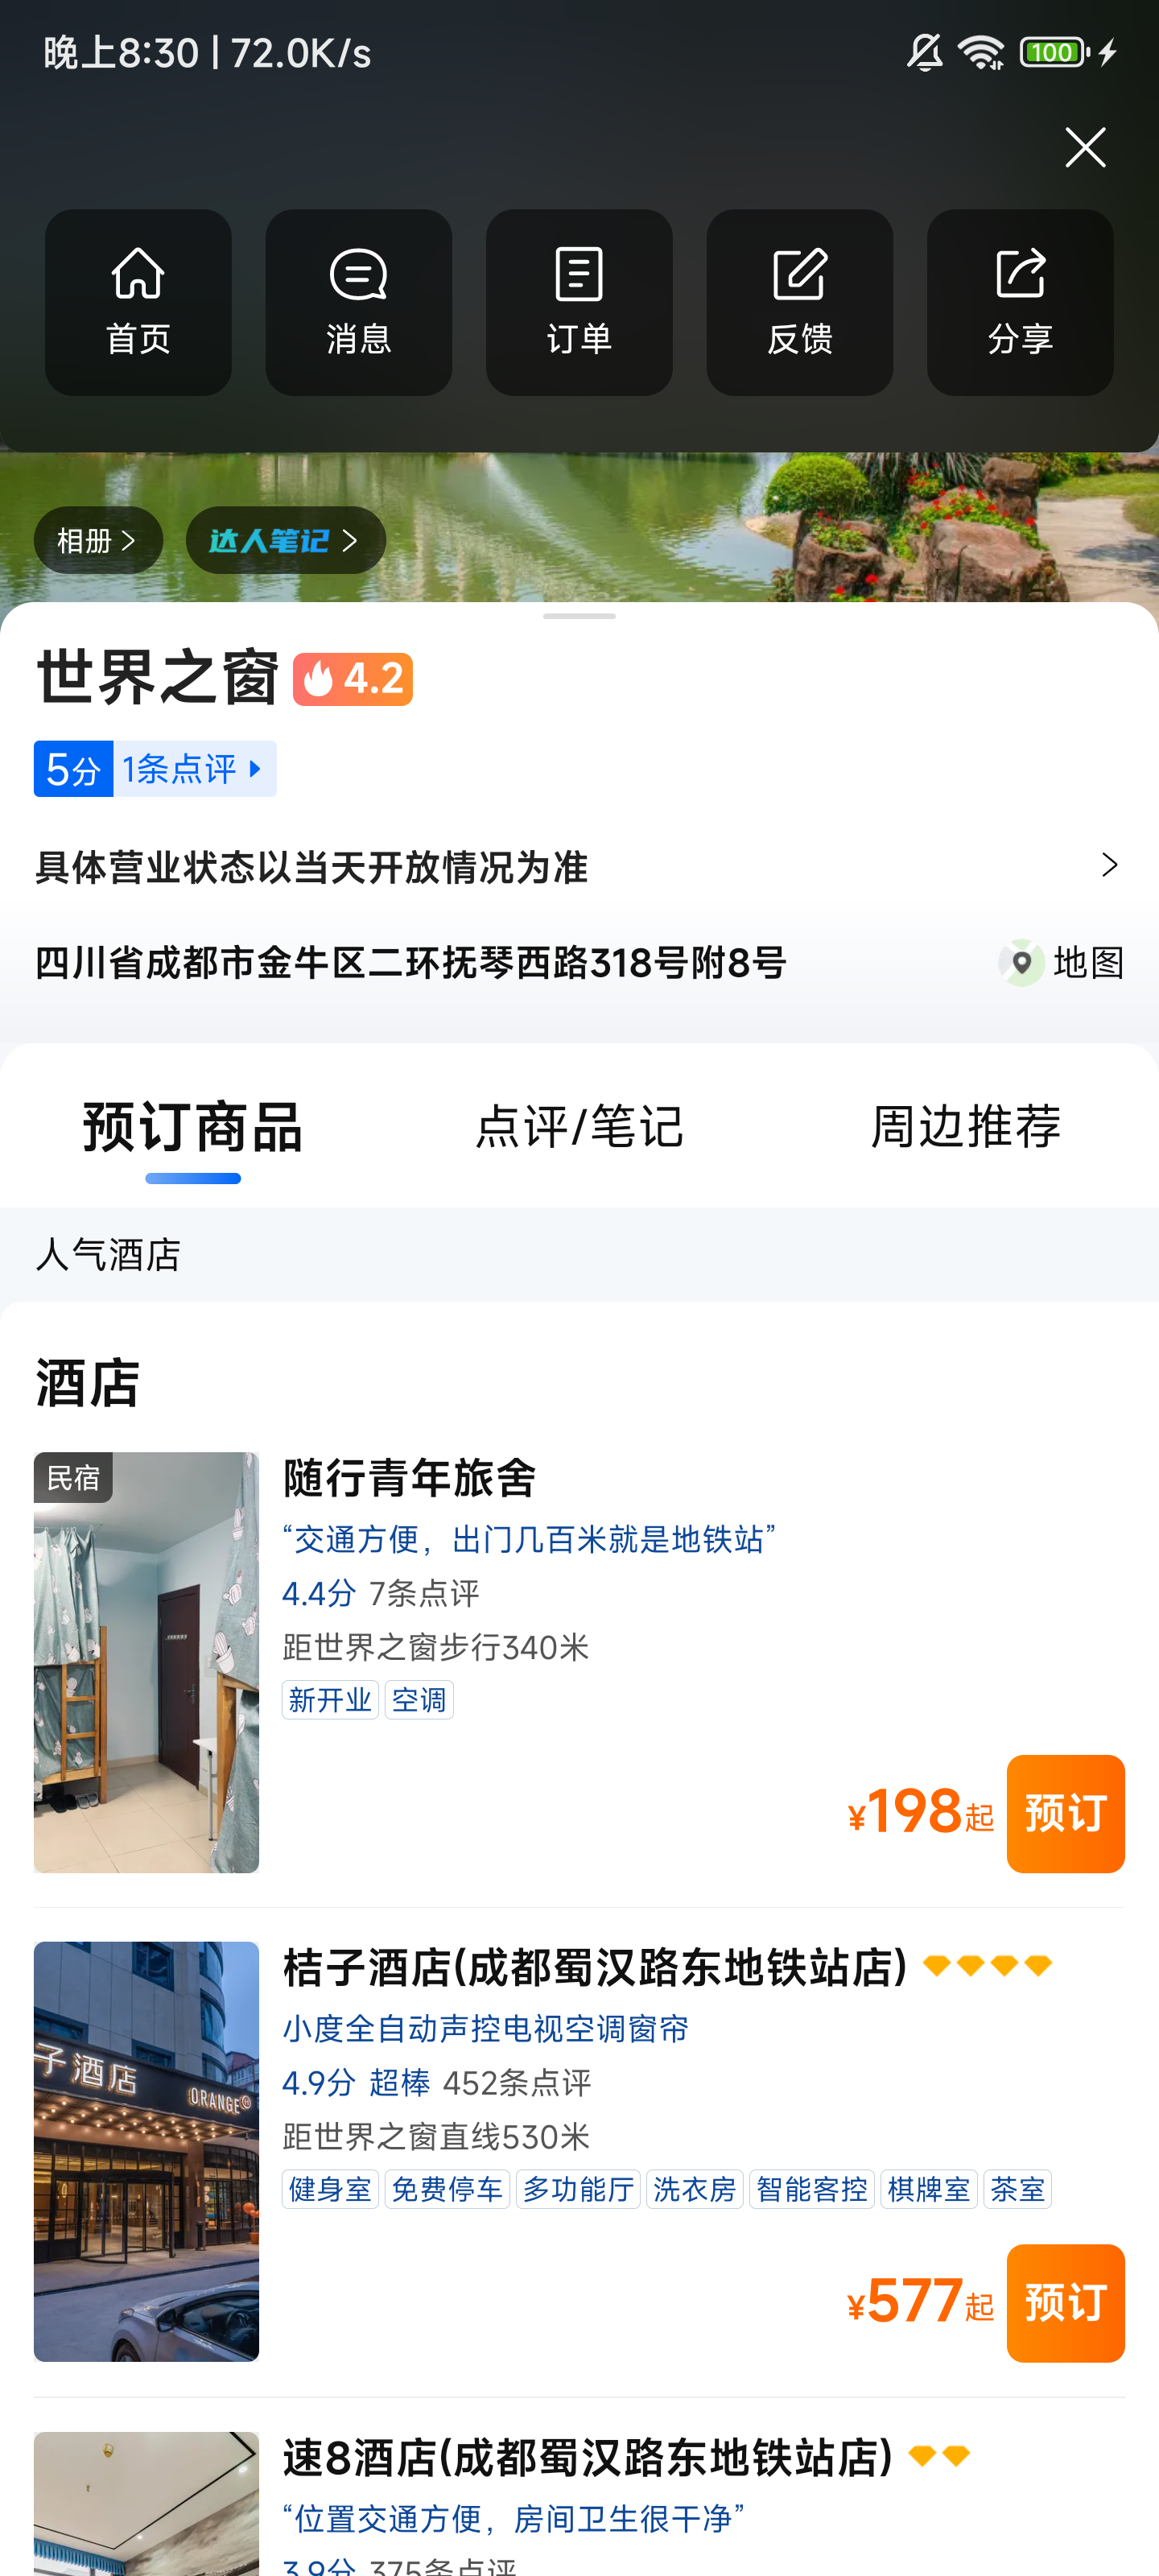 晚上8:30 | 72.0K/s
100
首页
消息
订单
反馈
分享
相册
达人笔记
世界之窗 4.2
5分 1条点评
具体营业状态以当天开放情况为准
四川省成都市金牛区二环抚琴西路318号附8号
地图
预订商品
点评/笔记
周边推荐
人气酒店
酒店
民宿
随行青年旅舍
“交通方便，出门几百米就是地铁站”
4.4分 7条点评
距世界之窗步行340米
新开业 空调
¥198起
预订
子酒店
ORANGE
桔子酒店(成都蜀汉路东地铁站店)
小度全自动声控电视空调窗帘
4.9分 超棒 452条点评
距世界之窗直线530米
健身室 免费停车 多功能厅 洗衣房 智能客控 棋牌室 茶室
¥577起
预订
速8酒店(成都蜀汉路东地铁站店)
“位置交通方便，房间卫生很干净”
3.9分 375条点评